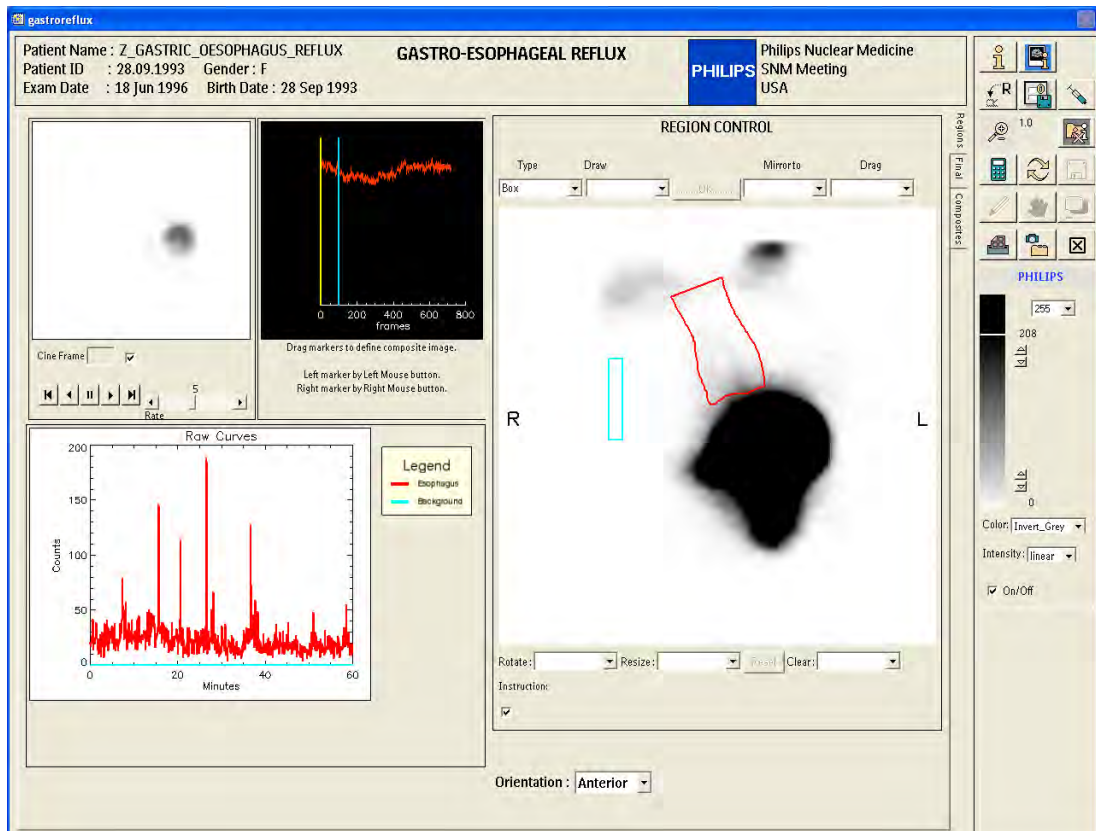 gastroreflux
Patient Name : Z_GASTRIC_OESOPHAGUS_REFLUX
Patient ID : 28.09.1993 Gender : F
Exam Date : 18 Jun 1996 Birth Date : 28 Sep 1993
GASTRO-ESOPHAGEAL REFLUX
PHILIPS
Philips Nuclear Medicine
SNM Meeting
USA
0 200 400 600 800
frames
Cine Frame
Drag markers to define composite image.
Left marker by Left Mouse button.
Right marker by Right Mouse button.
5
Rate
Raw Curves
200
150
100
50
0
Counts
0 20 40 60
Minutes
Legend
Esophagus
Background
REGION CONTROL
Type Draw Mirror to Drag
Box
R
L
Rotate: Resize: Reset Clear:
Instruction:
Orientation : Anterior
Regions
Final
Composites
R
1.0
PHILIPS
255
208
0
Color: Invert_Grey
Intensity: linear
On/Off